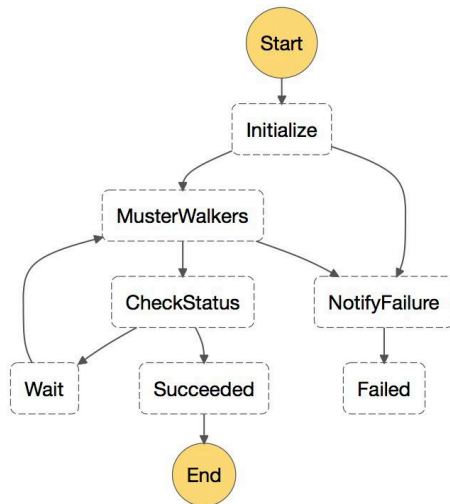 Start
Initialize
MusterWalkers
CheckStatus
NotifyFailure
Wait
Succeeded
Failed
End